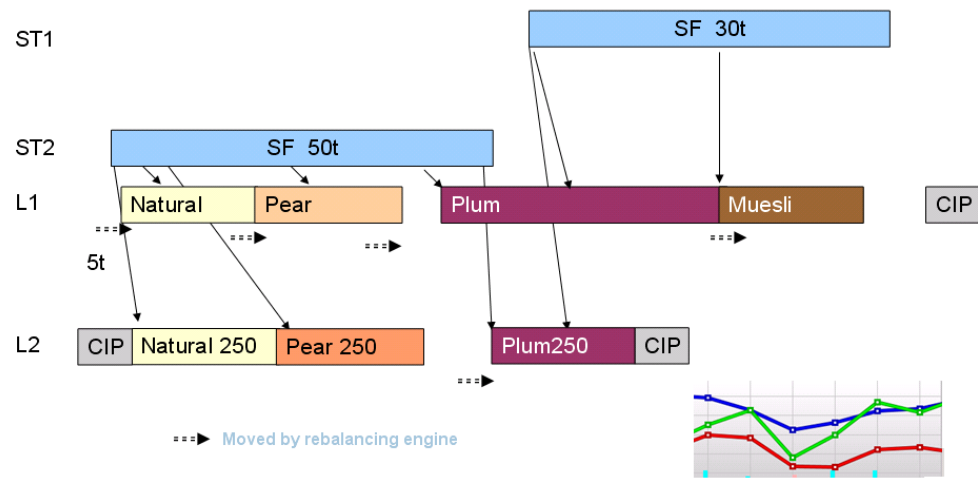 ST1
SF 30t
ST2
SF 50t
L1
Natural
Pear
Plum
Muesli
CIP
5t
L2
CIP
Natural 250
Pear 250
Plum250
CIP
Moved by rebalancing engine